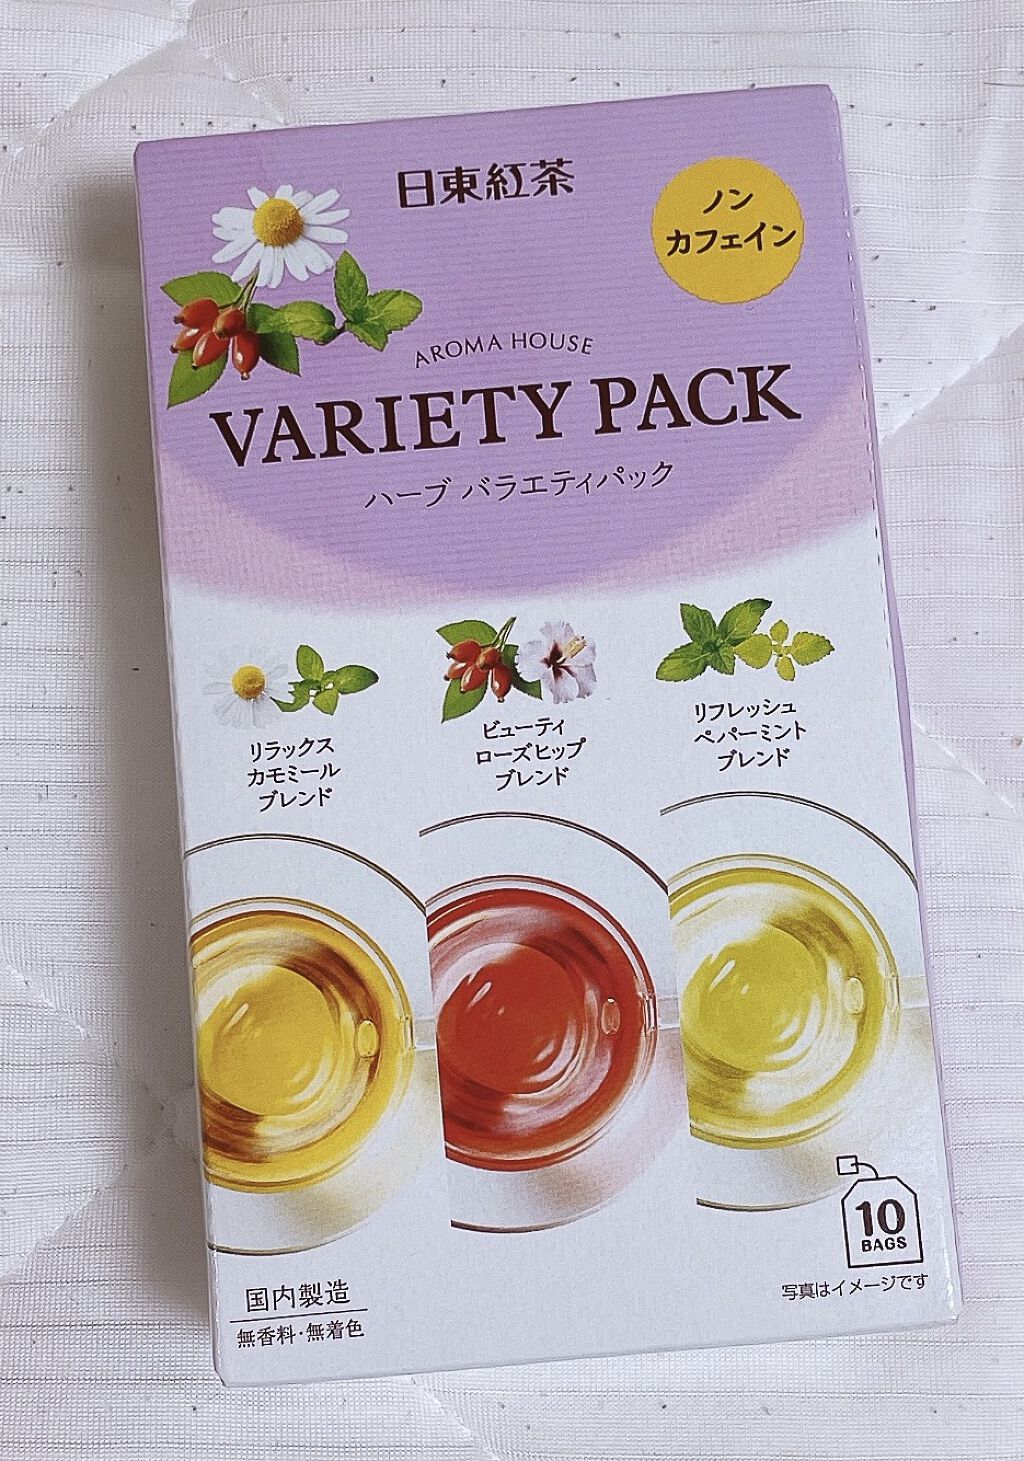 日東紅茶
ノン
カフェイン
AROMA HOUSE
VARIETY PACK
ハーブ バラエティパック
リラックス
カモミール
ブレンド
ビューティ
ローズヒップ
ブレンド
リフレッシュ
ペパーミント
ブレンド
10
BAGS
写真はイメージです
国内製造
無香料・無着色